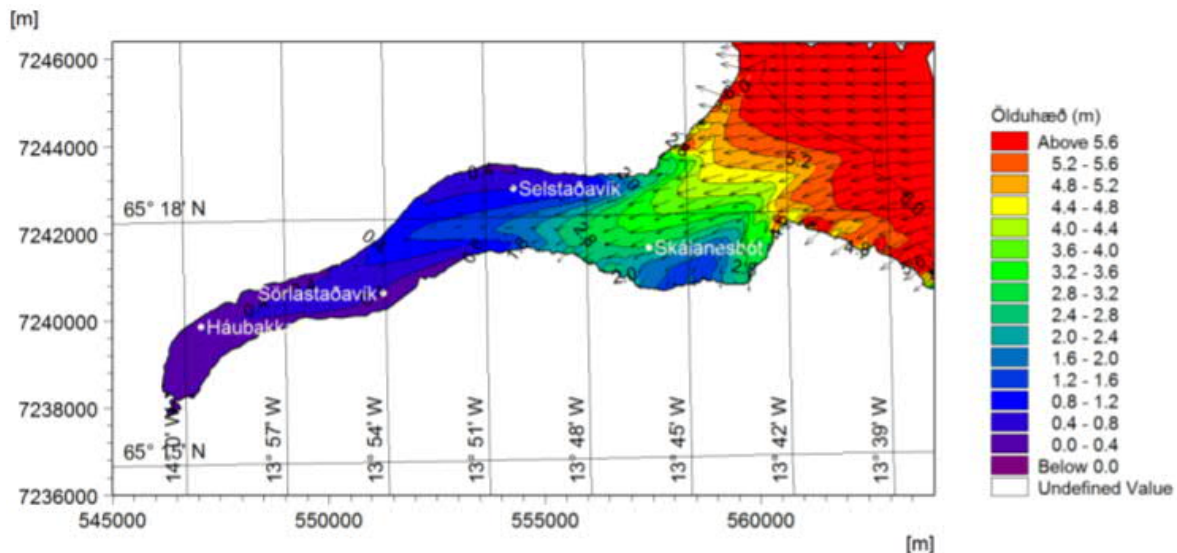 [m]
7246000
7244000
7242000
7240000
7238000
7236000
545000
550000
555000
560000
[m]
65° 18' N
65° 15' N
13° 57' W
13° 54' W
13° 51' W
13° 48' W
13° 45' W
13° 42' W
13° 39' W
Selstaðavík
Skálanesbót
Sörlastaðavík
5.2
2.8
4.8
6.0
Ölduhæð (m)
Above 5.6
5.2 - 5.6
4.8 - 5.2
4.4 - 4.8
4.0 - 4.4
3.6 - 4.0
3.2 - 3.6
2.8 - 3.2
2.4 - 2.8
2.0 - 2.4
1.6 - 2.0
1.2 - 1.6
0.8 - 1.2
0.4 - 0.8
0.0 - 0.4
Below 0.0
Undefined Value